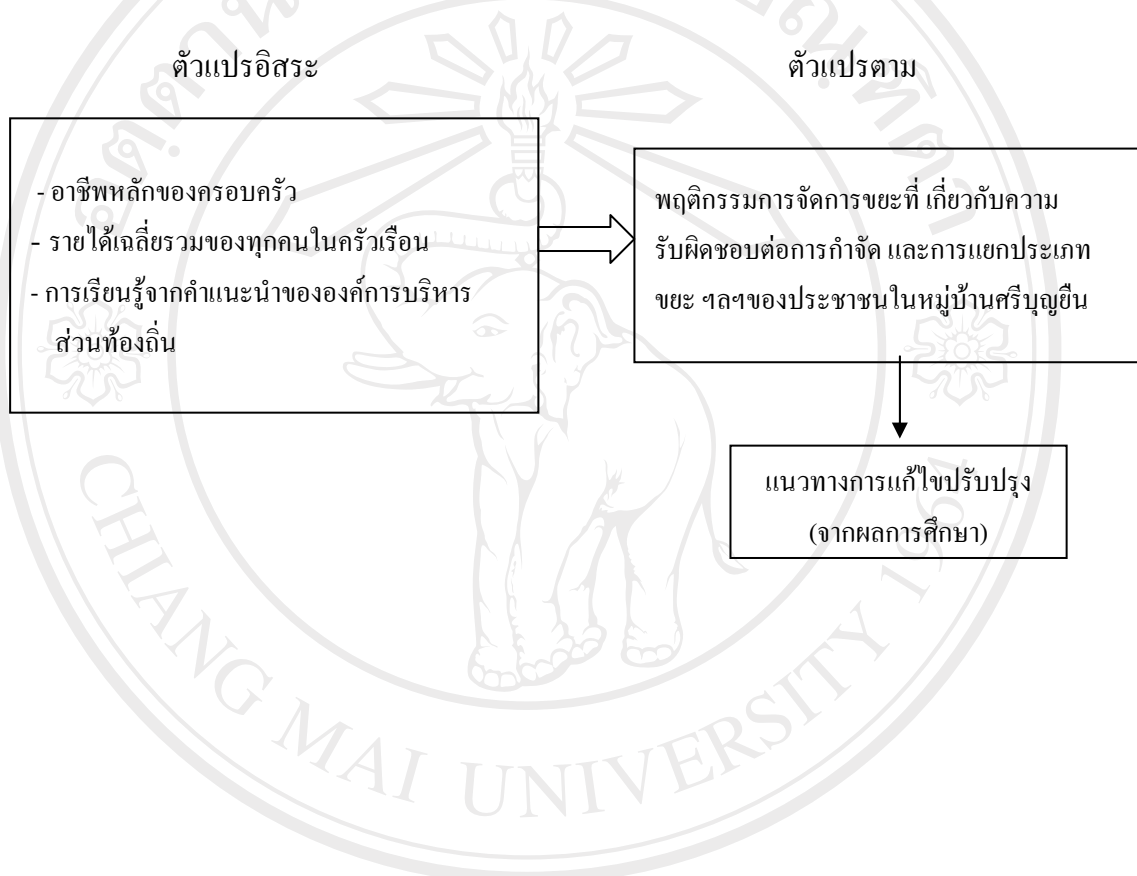 ตัวแปรอิสระ
ตัวแปรตาม
- อาชีพหลักของครอบครัว
- รายได้เฉลี่ยรวมของทุกคนในครัวเรือน
- การเรียนรู้จากคำแนะนำขององค์การบริหาร
ส่วนท้องถิ่น
พฤติกรรมการจัดการขยะที่ เกี่ยวกับความ
รับผิดชอบต่อการกำจัด และการแยกประเภท
ขยะ ฯลฯของประชาชนในหมู่บ้านศรีบุญยืน
แนวทางการแก้ไขปรับปรุง
(จากผลการศึกษา)
CHIANG MAI UNIVERSITY 1964